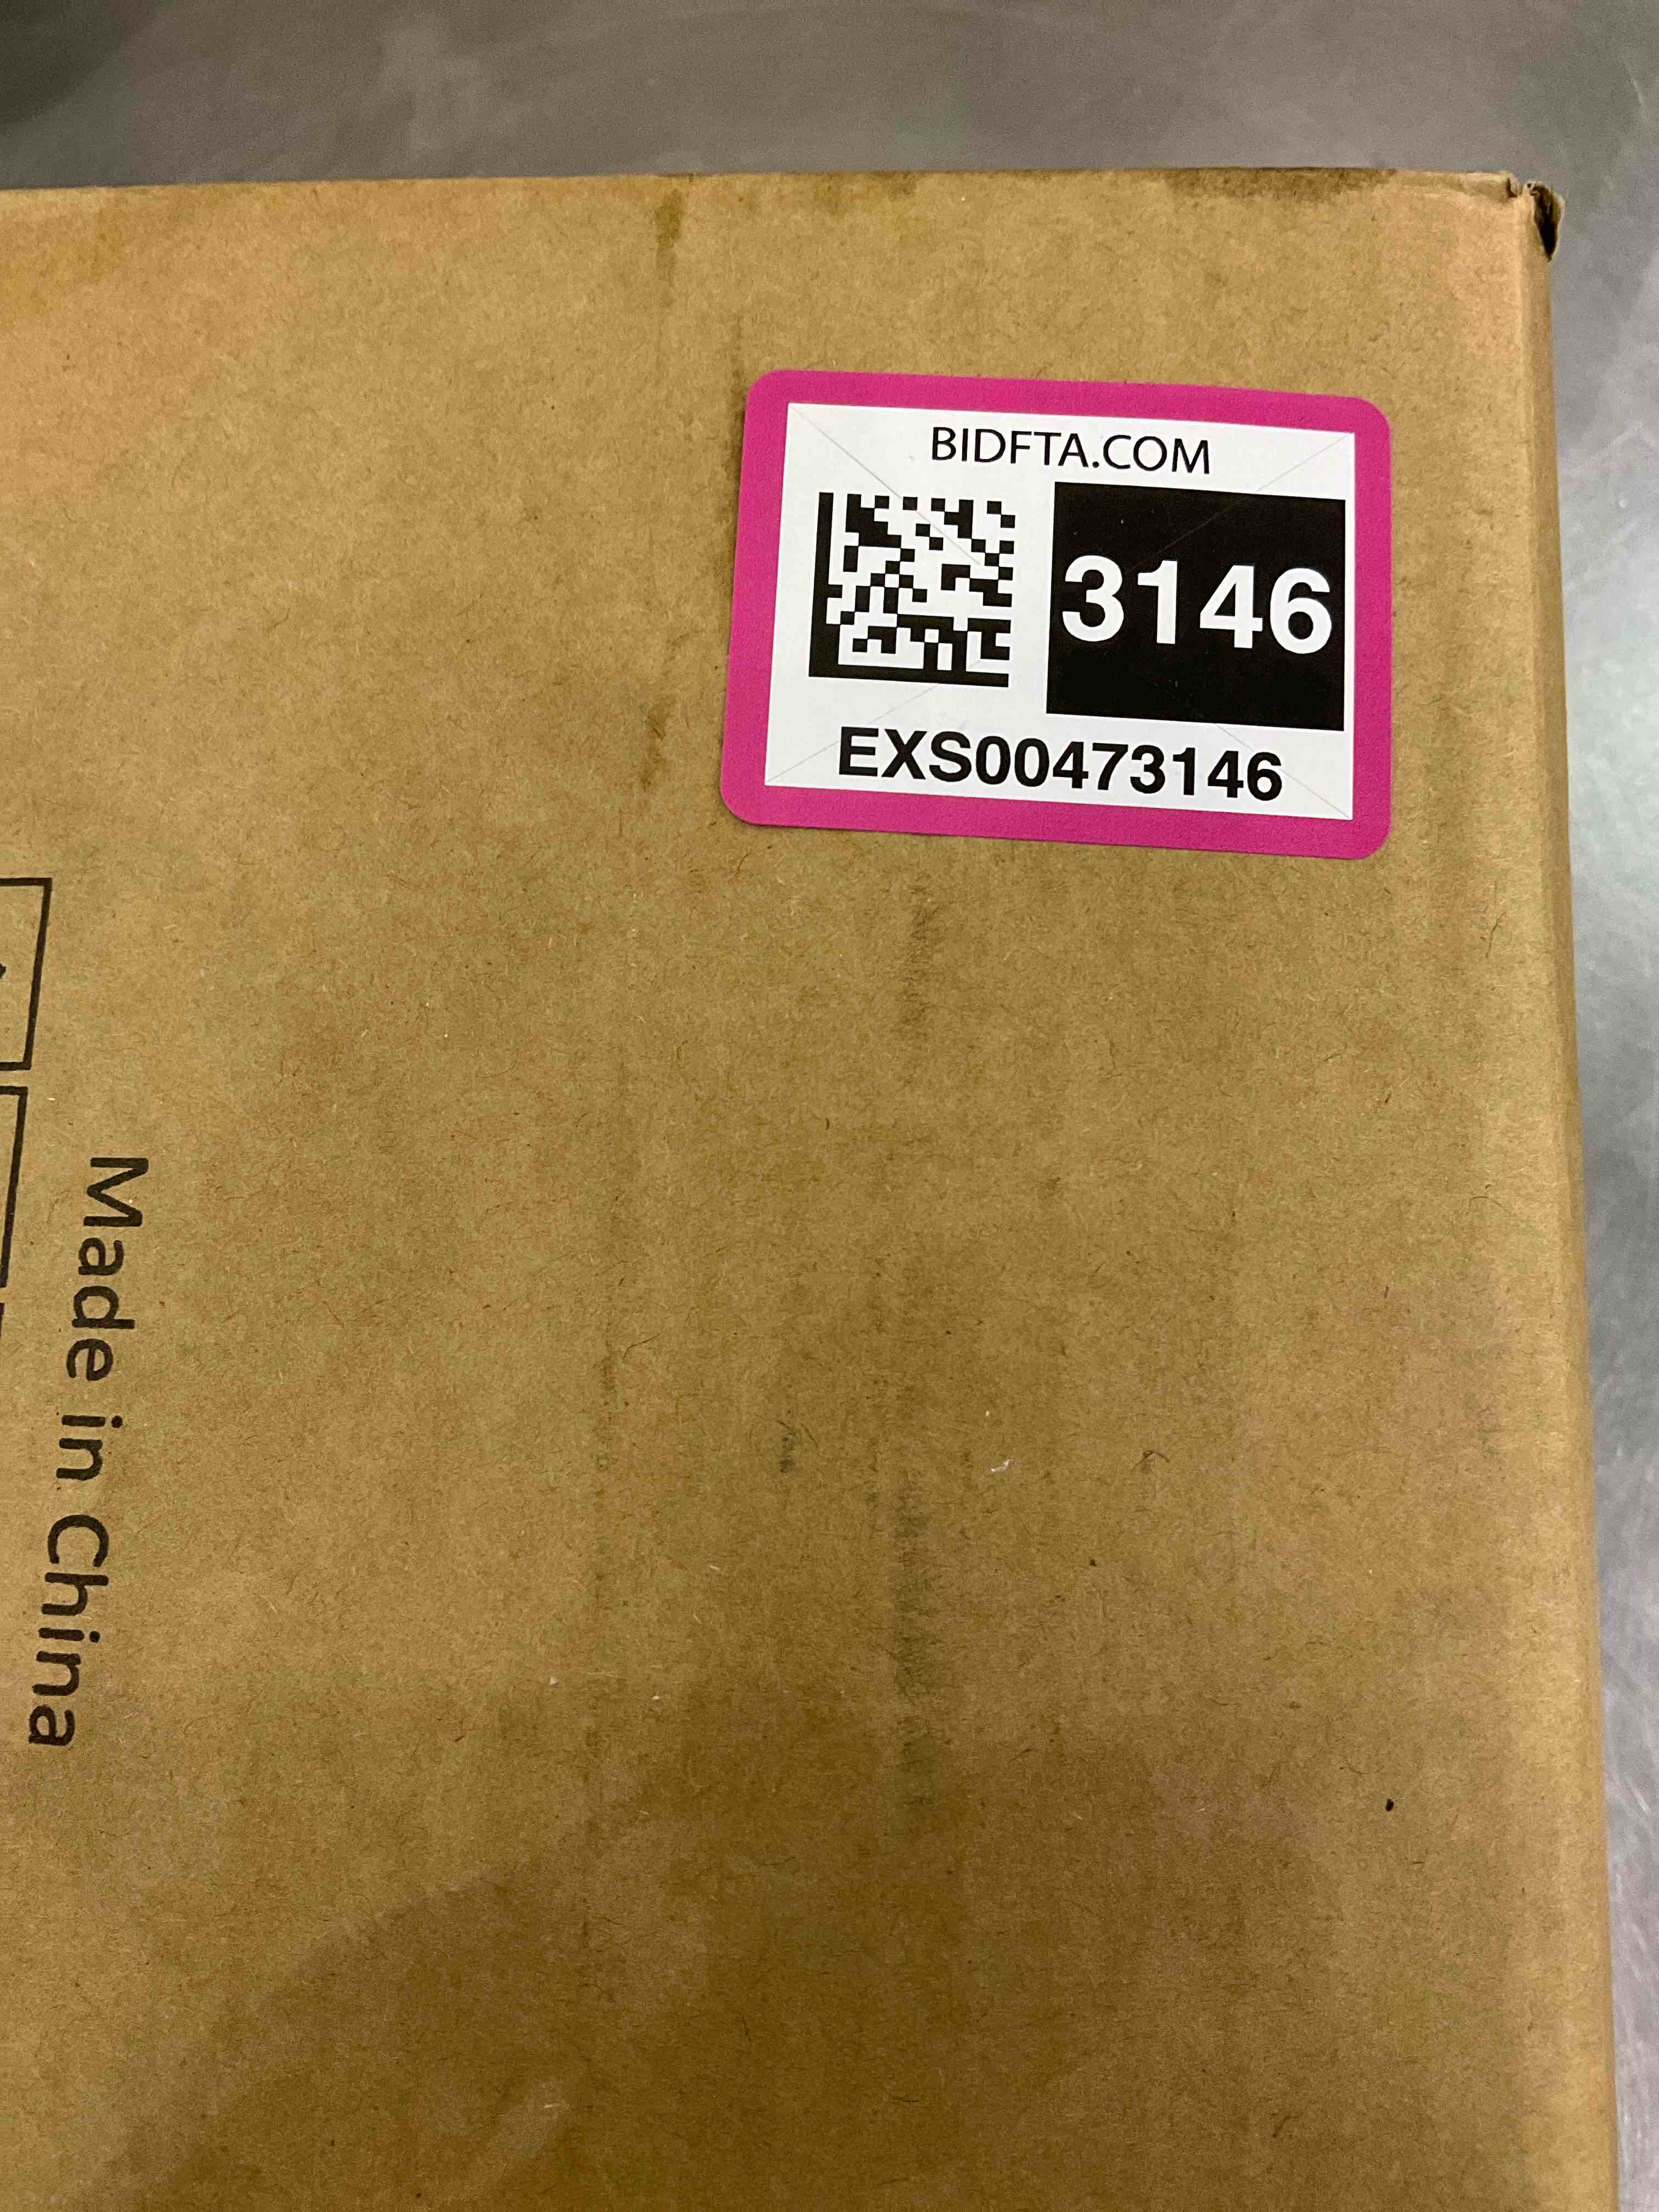 BIDFTA.COM
3146
EXS00473146
Made in China